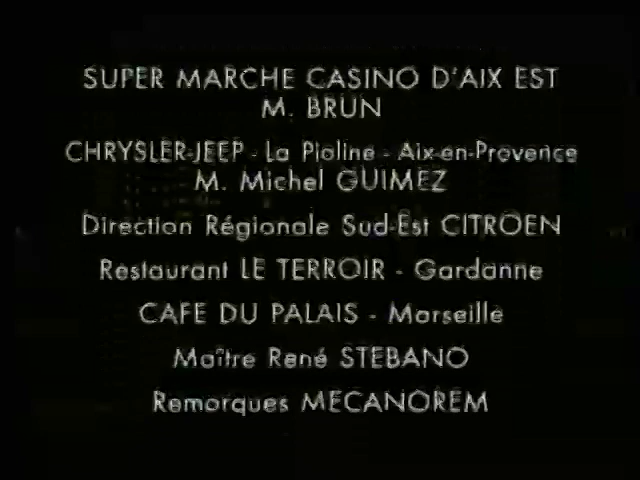 SUPER MARCHE CASINO D'AIX EST
M. BRUN
CHRYSLER-JEEP - La Pioline - Aix-en-Provence
M. Michel GUIMEZ
Direction Régionale Sud-Est CITROEN
Restaurant LE TERROIR - Gardanne
CAFE DU PALAIS - Marseille
Maître René STEBANO
Remorques MECANOREM